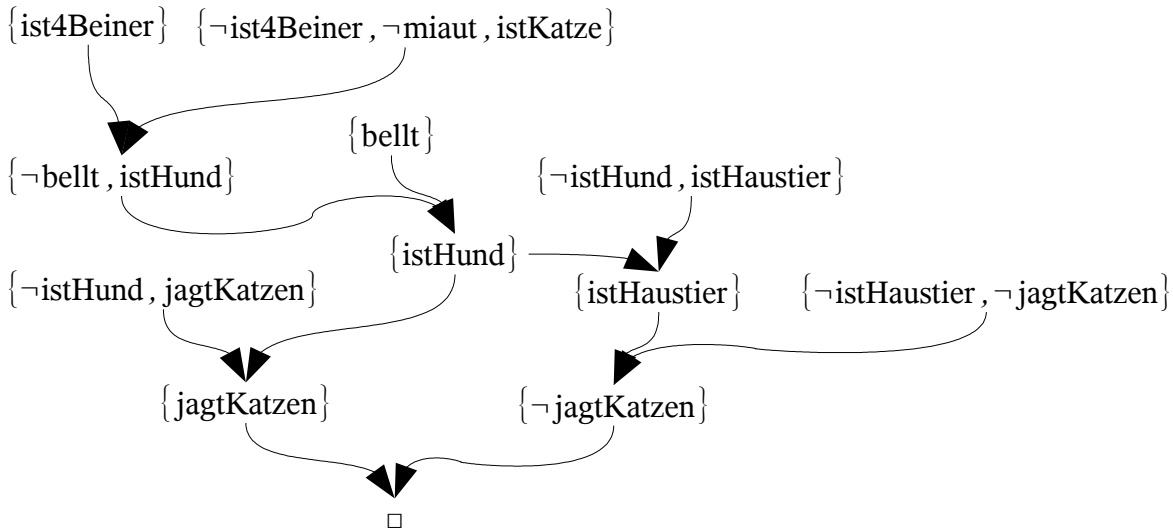 {ist4Beiner} {¬ist4Beiner, ¬miaut, istKatze}
{bellt}
{¬bellt, istHund} {¬istHund, istHaustier}
{istHund}
{¬istHund, jagtKatzen} {istHaustier} {¬istHaustier, ¬jagtKatzen}
{jagtKatzen} {¬jagtKatzen}
□